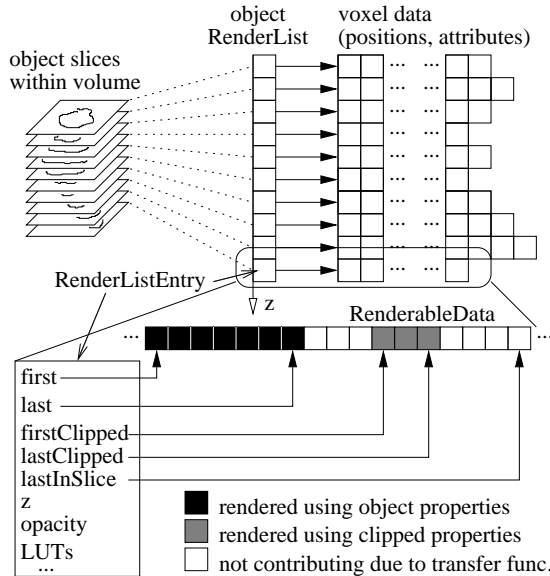 object
RenderList
voxel data
(positions, attributes)
object slices
within volume
... ...
...
... ...
...
... ...
...
... ...
... ...
...
... ...
RenderListEntry
z
RenderableData
...
...
first
last
firstClipped
lastClipped
lastInSlice
z
opacity
LUTs
...
rendered using object properties
rendered using clipped properties
not contributing due to transfer func.